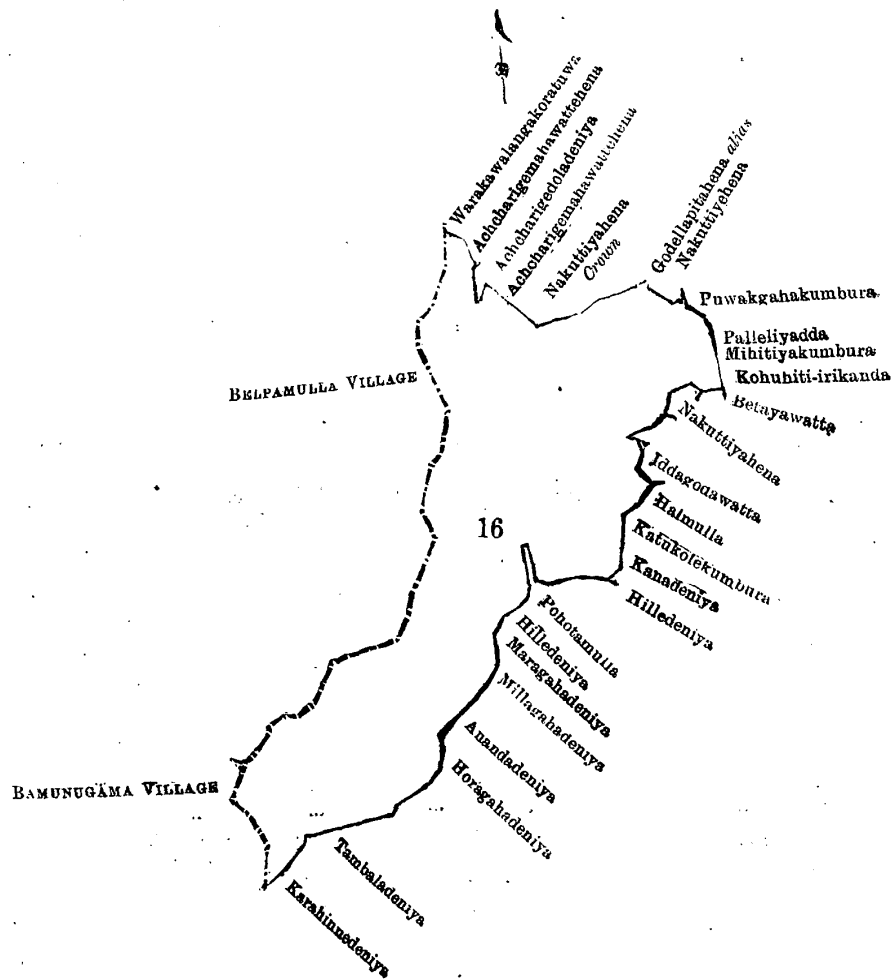 Warakawalangakoratuwa
Achcharigemahawattehena
Achcharigedoladeniya
Achcharigemahawattehena
Nakuttiyahena
Crown
Godellapitahena alias
Nakuttiyehena
Puwakgahakumbura
Palleliyadda
Mihitiyakumbura
Kohuhiti-irikanda
Betayawatta
Nakuttiyahena
BELPAMULLA VILLAGE
Iddagodawatta
Halmulla
16
Katukolekumbura
Kanadeniya
Hilledeniya
Pohotamulla
Hilledeniya
Maragahadeniya
Millagahadeniya
Anandadeniya
Horagahadeniya
BAMUNUGÄMA VILLAGE
Tambaladeniya
Karahinnedeniya